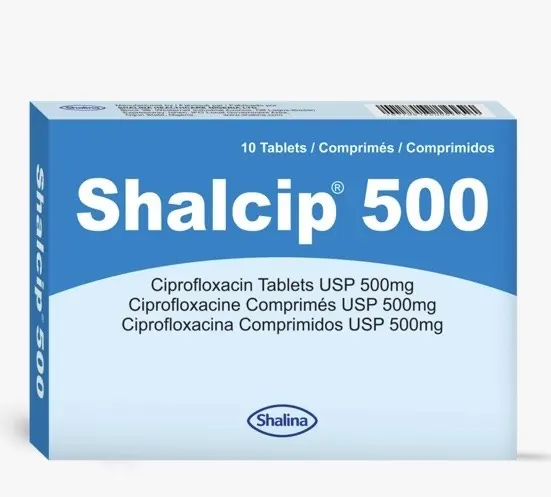 Shalina
10 Tablets / Comprimés / Comprimidos
Shalcip® 500
Ciprofloxacin Tablets USP 500mg
Ciprofloxacine Comprimés USP 500mg
Ciprofloxacina Comprimidos USP 500mg
Shalina
Shalcip® 500